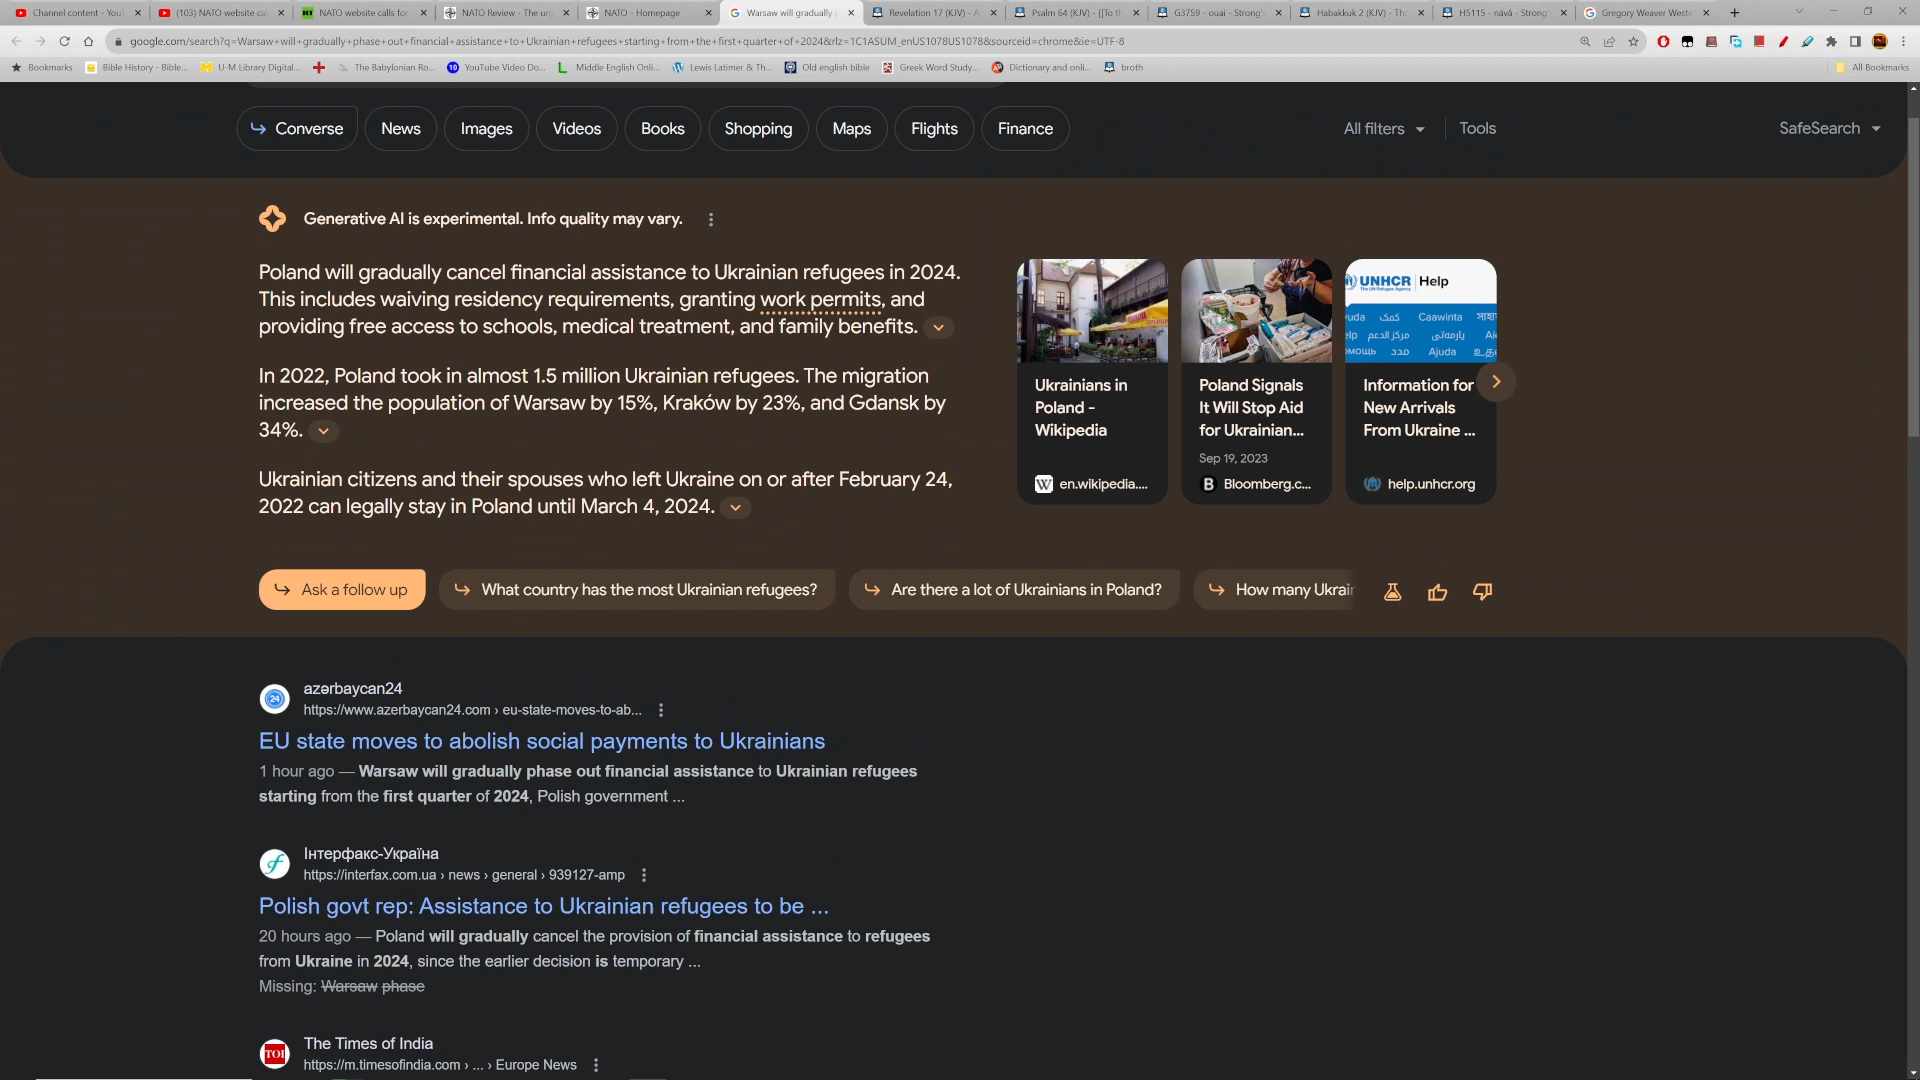 Channel content - YouT
(103) NATO website cal
NATO website calls for
NATO Review - The urg
NATO - Homepage
Warsaw will gradually p
Revelation 17 (KJV) - A
Psalm 64 (KJV) - [[To th
G3759 - ouai - Strong's
Habakkuk 2 (KJV) - Th
H5115 - nāvâ - Strong'
Gregory Weaver West
google.com/search?q=Warsaw+will+gradually+phase+out+financial+assistance+to+Ukrainian+refugees+starting+from+the+first+quarter+of+2024&rlz=1C1ASUM_enUS1078US1078&sourceid=chrome&ie=UTF-8
Bookmarks
Bible History - Bible...
U-M Library Digital...
The Babylonian Ro...
YouTube Video Do...
Middle English Onli...
Lewis Latimer & Th...
Old english bible
Greek Word Study...
Dictionary and onli...
broth
All Bookmarks
Converse
News
Images
Videos
Books
Shopping
Maps
Flights
Finance
All filters
Tools
SafeSearch
Generative AI is experimental. Info quality may vary.
Poland will gradually cancel financial assistance to Ukrainian refugees in 2024.
This includes waiving residency requirements, granting work permits, and
providing free access to schools, medical treatment, and family benefits.
In 2022, Poland took in almost 1.5 million Ukrainian refugees. The migration
increased the population of Warsaw by 15%, Kraków by 23%, and Gdansk by
34%.
Ukrainian citizens and their spouses who left Ukraine on or after February 24,
2022 can legally stay in Poland until March 4, 2024.
Ukrainians in
Poland -
Wikipedia
en.wikipedia....
Poland Signals
It Will Stop Aid
for Ukrainian...
Sep 19, 2023
B Bloomberg.c...
UNHCR Help
The UN Refugee Agency
کمک Caawinta
مركز الدعم
مدد Ajuda
Information for
New Arrivals
From Ukraine ...
help.unhcr.org
Ask a follow up
What country has the most Ukrainian refugees?
Are there a lot of Ukrainians in Poland?
How many Ukrair
24
azərbaycan24
https://www.azerbaycan24.com › eu-state-moves-to-ab...
EU state moves to abolish social payments to Ukrainians
1 hour ago — Warsaw will gradually phase out financial assistance to Ukrainian refugees
starting from the first quarter of 2024, Polish government ...
Інтерфакс-Україна
https://interfax.com.ua › news › general › 939127-amp
Polish govt rep: Assistance to Ukrainian refugees to be ...
20 hours ago — Poland will gradually cancel the provision of financial assistance to refugees
from Ukraine in 2024, since the earlier decision is temporary ...
Missing: Warsaw phase
TOI
The Times of India
https://m.timesofindia.com › ... › Europe News